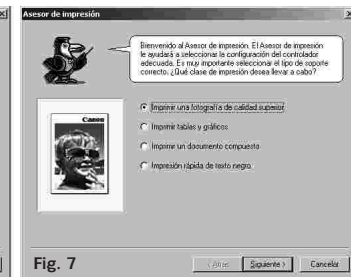 Asesor de impresión
Bienvenido al Asesor de impresión. El Asesor de impresión
le ayudará a seleccionar la configuración del controlador
adecuada. Es muy importante seleccionar el tipo de soporte
correcto. ¿Qué clase de impresión desea llevar a cabo?
Canon
Imprimir una fotografía de calidad superior
Imprimir tablas y gráficos
Imprimir un documento compuesto
Impresión rápida de texto negro
Fig. 7
< Atrás
Siguiente >
Cancelar